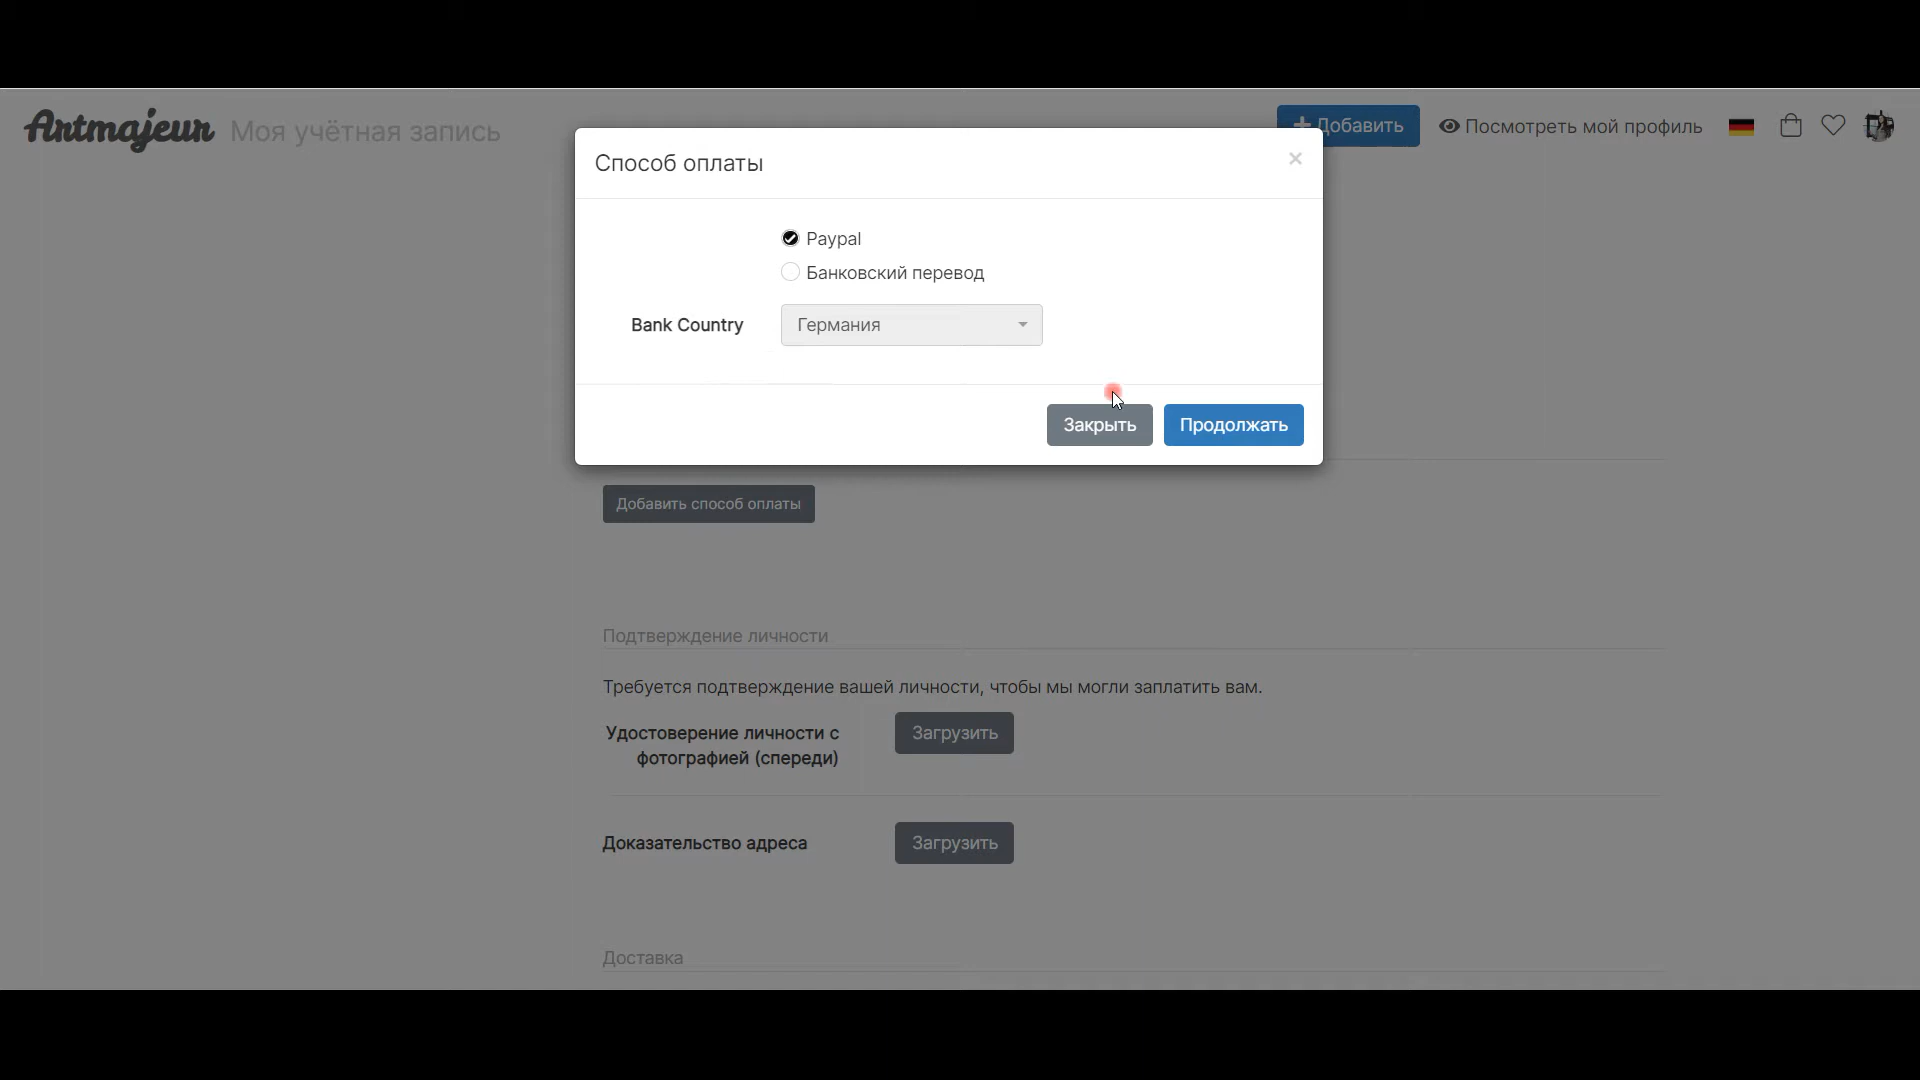 Artmajeur Моя учётная запись
Добавить Посмотреть мой профиль
Способ оплаты
×
Paypal
Банковский перевод
Bank Country Германия
Закрыть Продолжать
Добавить способ оплаты
Подтверждение личности
Требуется подтверждение вашей личности, чтобы мы могли заплатить вам.
Удостоверение личности с
фотографией (спереди)
Загрузить
Доказательство адреса Загрузить
Доставка